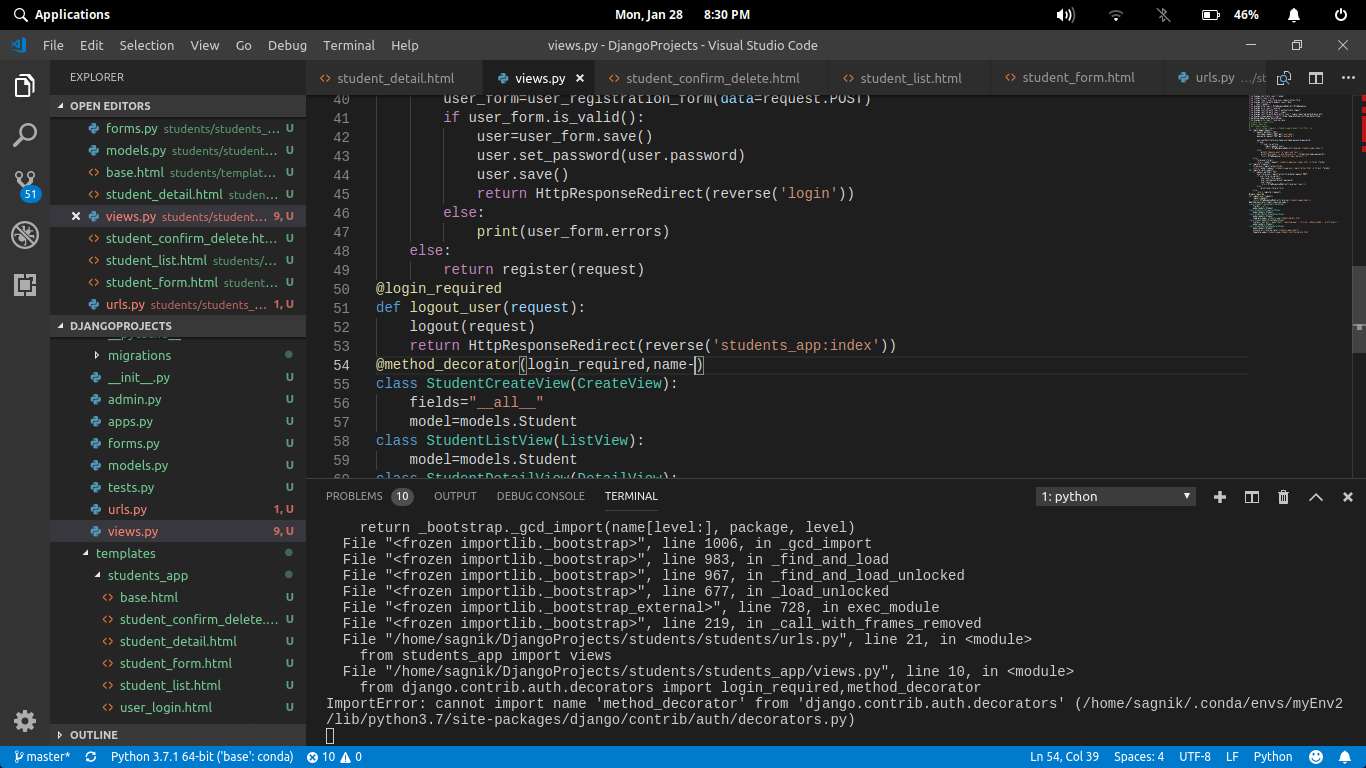 Applications
Mon, Jan 28 8:30 PM
46%
File Edit Selection View Go Debug Terminal Help
views.py - DjangoProjects - Visual Studio Code
EXPLORER
OPEN EDITORS
forms.py students/students_... U
models.py students/student... U
base.html students/templat... U
student_detail.html studen... U
views.py students/student... 9, U
student_confirm_delete.ht... U
student_list.html students/... U
student_form.html student... U
urls.py students/students_... 1, U
DJANGOPROJECTS
migrations
__init__.py U
admin.py U
apps.py U
forms.py U
models.py U
tests.py U
urls.py 1, U
views.py 9, U
templates
students_app
base.html U
student_confirm_delete.... U
student_detail.html U
student_form.html U
student_list.html U
user_login.html U
OUTLINE
51
student_detail.html views.py student_confirm_delete.html student_list.html student_form.html urls.py .../st
40 user_form=user_registration_form(data=request.POST)
41 if user_form.is_valid():
42 user=user_form.save()
43 user.set_password(user.password)
44 user.save()
45 return HttpResponseRedirect(reverse('login'))
46 else:
47 print(user_form.errors)
48 else:
49 return register(request)
50 @login_required
51 def logout_user(request):
52 logout(request)
53 return HttpResponseRedirect(reverse('students_app:index'))
54 @method_decorator(login_required,name-)
55 class StudentCreateView(CreateView):
56 fields="__all__"
57 model=models.Student
58 class StudentListView(ListView):
59 model=models.Student
60 class StudentDetailView(DetailView):
PROBLEMS 10 OUTPUT DEBUG CONSOLE TERMINAL
1: python
return _bootstrap._gcd_import(name[level:], package, level)
File "<frozen importlib._bootstrap>", line 1006, in _gcd_import
File "<frozen importlib._bootstrap>", line 983, in _find_and_load
File "<frozen importlib._bootstrap>", line 967, in _find_and_load_unlocked
File "<frozen importlib._bootstrap>", line 677, in _load_unlocked
File "<frozen importlib._bootstrap_external>", line 728, in exec_module
File "<frozen importlib._bootstrap>", line 219, in _call_with_frames_removed
File "/home/sagnik/DjangoProjects/students/students/urls.py", line 21, in <module>
from students_app import views
File "/home/sagnik/DjangoProjects/students/students_app/views.py", line 10, in <module>
from django.contrib.auth.decorators import login_required,method_decorator
ImportError: cannot import name 'method_decorator' from 'django.contrib.auth.decorators' (/home/sagnik/.conda/envs/myEnv2
/lib/python3.7/site-packages/django/contrib/auth/decorators.py)
master* Python 3.7.1 64-bit ('base': conda) 10 0
Ln 54, Col 39 Spaces: 4 UTF-8 LF Python